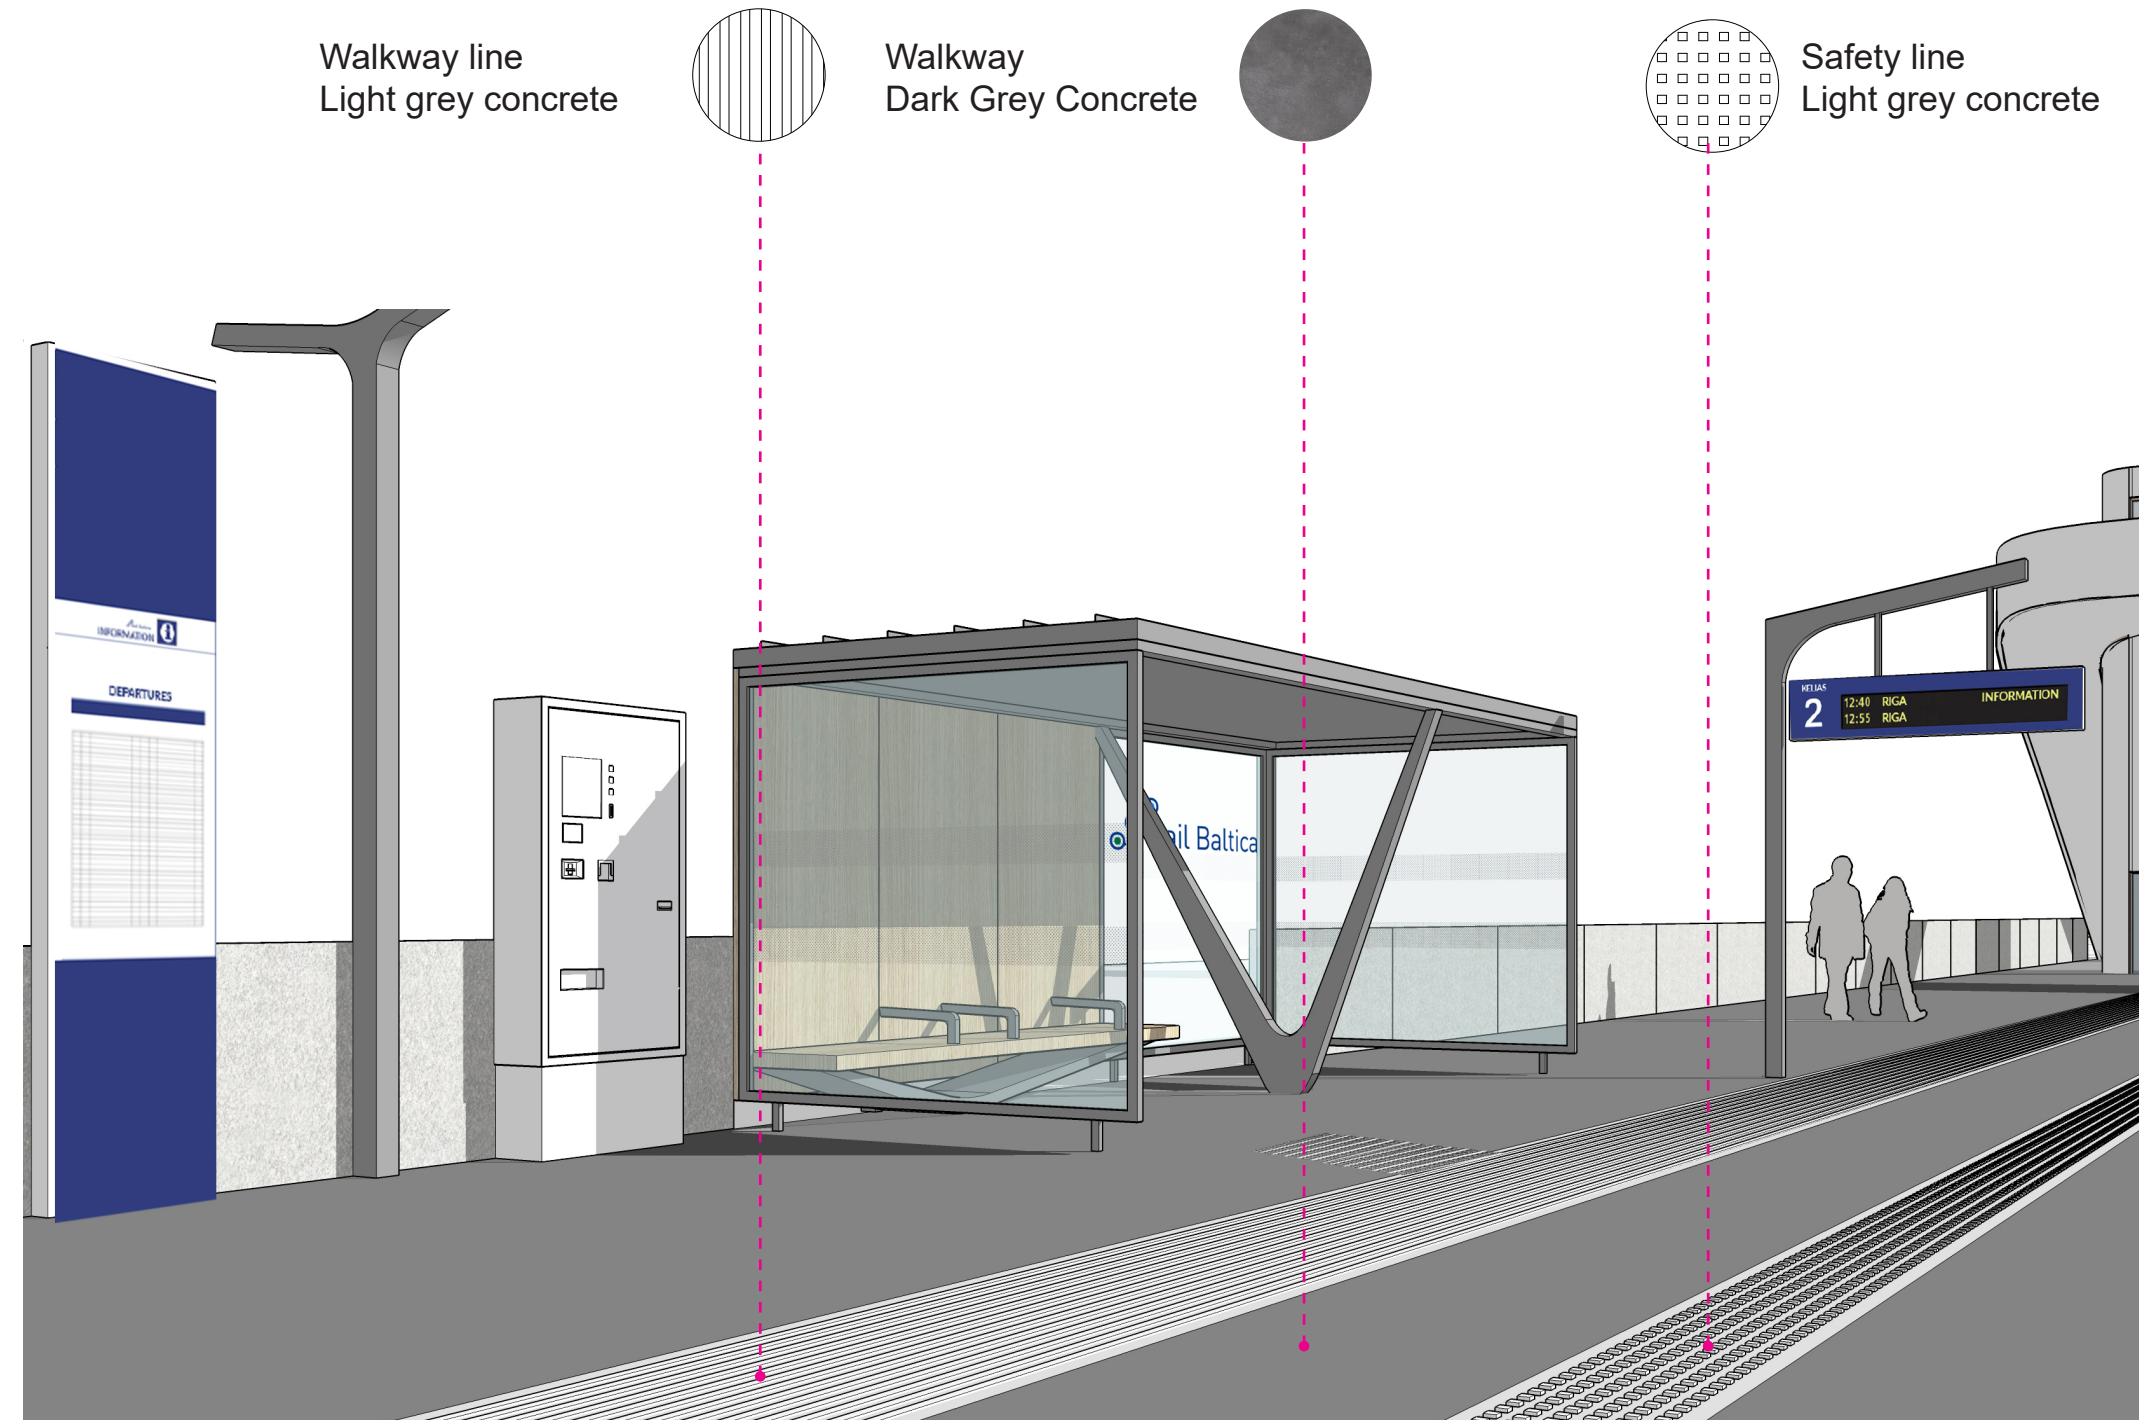 Walkway line
Light grey concrete
Walkway
Dark Grey Concrete
Safety line
Light grey concrete
INFORMATION
DEPARTURES
ail Baltica
KELIAS
2
12:40 RIGA INFORMATION
12:55 RIGA